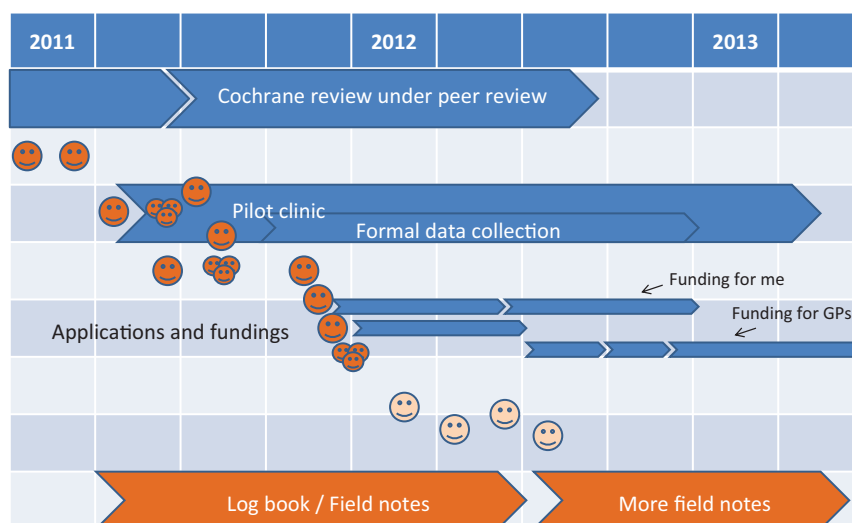 2011 2012 2013
Cochrane review under peer review
Pilot clinic
Formal data collection
Funding for me
Funding for GPs
Applications and fundings
Log book / Field notes More field notes